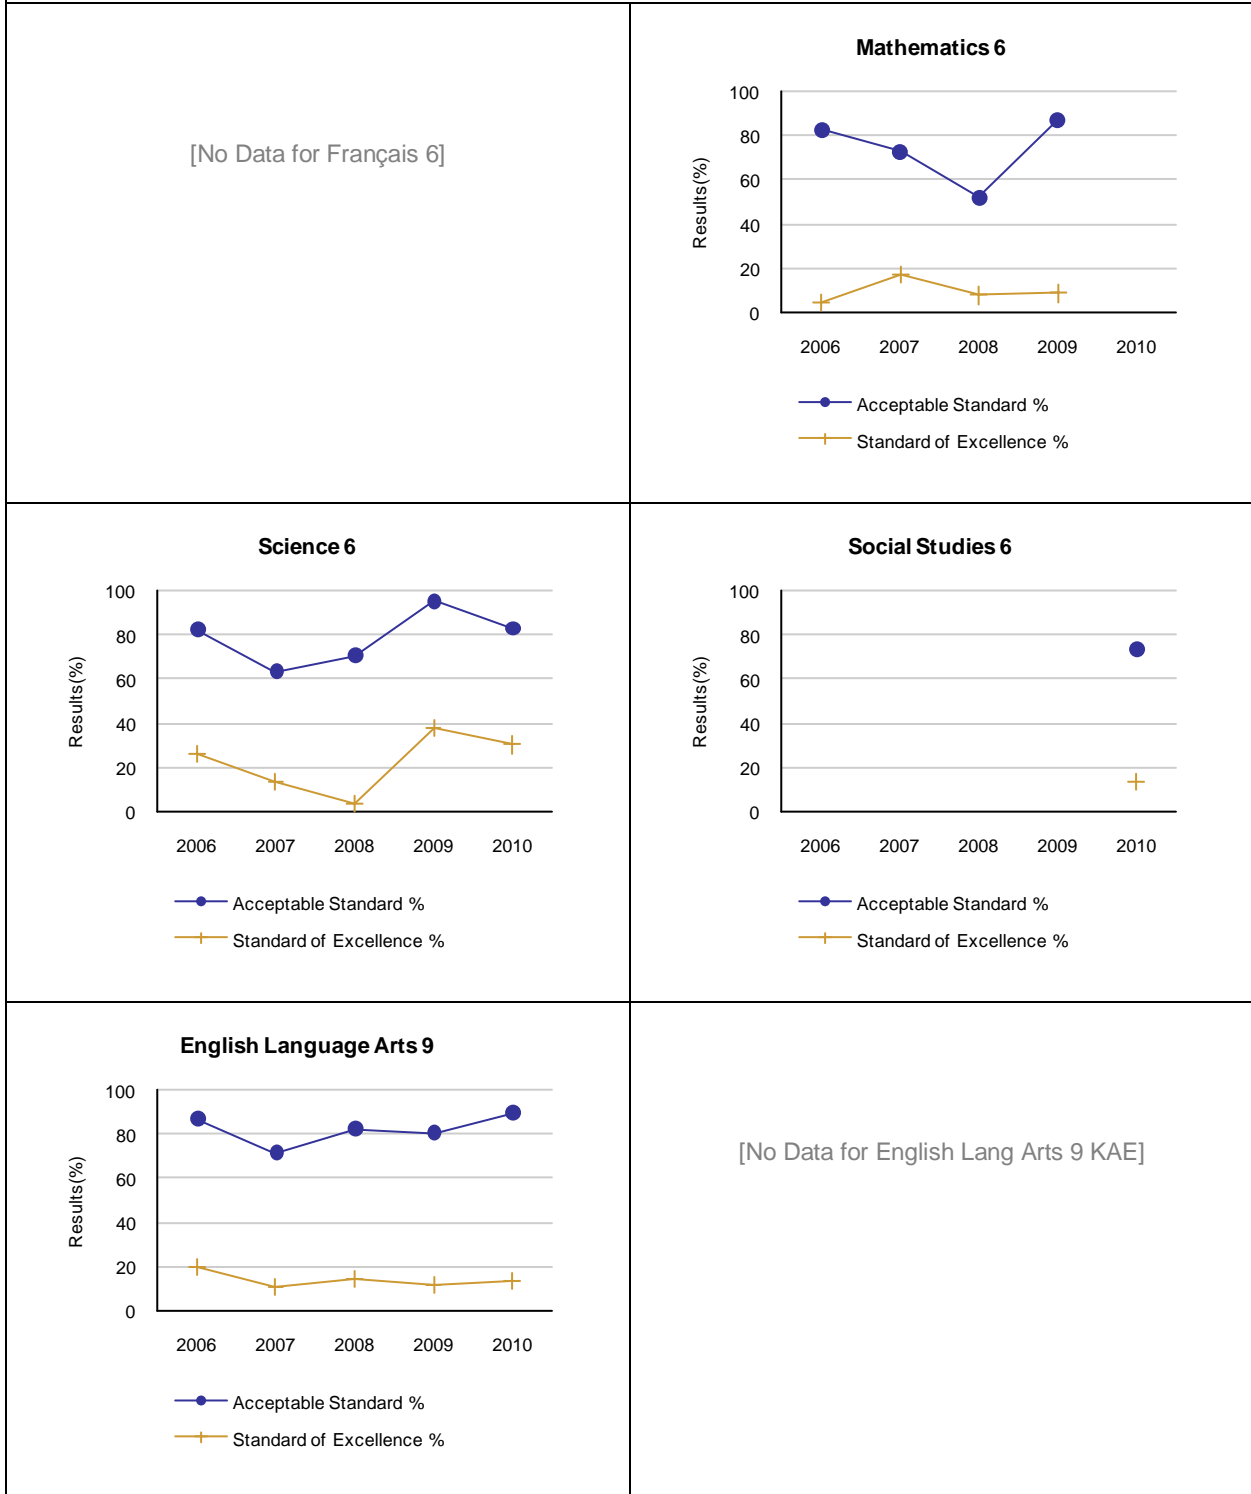 [No Data for Français 6]
Mathematics 6
Results(%)
100
80
60
40
20
0
2006 2007 2008 2009 2010
Acceptable Standard %
Standard of Excellence %
Science 6
Results(%)
100
80
60
40
20
0
2006 2007 2008 2009 2010
Acceptable Standard %
Standard of Excellence %
Social Studies 6
Results(%)
100
80
60
40
20
0
2006 2007 2008 2009 2010
Acceptable Standard %
Standard of Excellence %
English Language Arts 9
Results(%)
100
80
60
40
20
0
2006 2007 2008 2009 2010
Acceptable Standard %
Standard of Excellence %
[No Data for English Lang Arts 9 KAE]